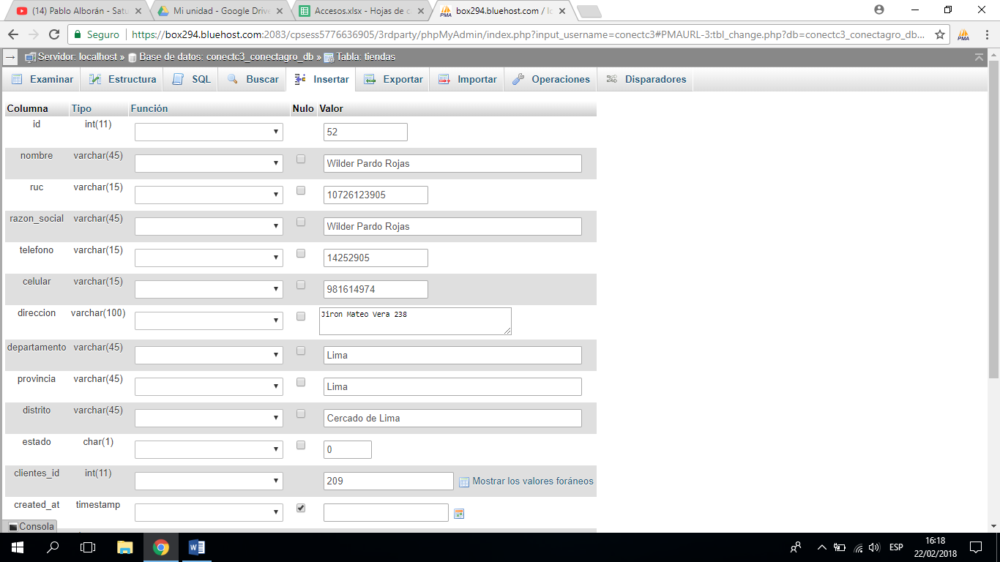 (14) Pablo Alborán - Satu
Mi unidad - Google Drive
Accesos.xlsx - Hojas de c
PMA box294.bluehost.com / lo
Seguro https://box294.bluehost.com:2083/cpsess5776636905/3rdparty/phpMyAdmin/index.php?input_username=conectc3#PMAURL-3:tbl_change.php?db=conectc3_conectagro_db... PMA
Servidor: localhost » Base de datos: conectc3_conectagro_db » Tabla: tiendas
Examinar Estructura SQL Buscar Insertar Exportar Importar Operaciones Disparadores
Columna Tipo Función Nulo Valor
id int(11) 52
nombre varchar(45) Wilder Pardo Rojas
ruc varchar(15) 10726123905
razon_social varchar(45) Wilder Pardo Rojas
telefono varchar(15) 14252905
celular varchar(15) 981614974
direccion varchar(100) Jiron Mateo Vera 238
departamento varchar(45) Lima
provincia varchar(45) Lima
distrito varchar(45) Cercado de Lima
estado char(1) 0
clientes_id int(11) 209 Mostrar los valores foráneos
created_at timestamp
Consola
ESP 16:18
22/02/2018